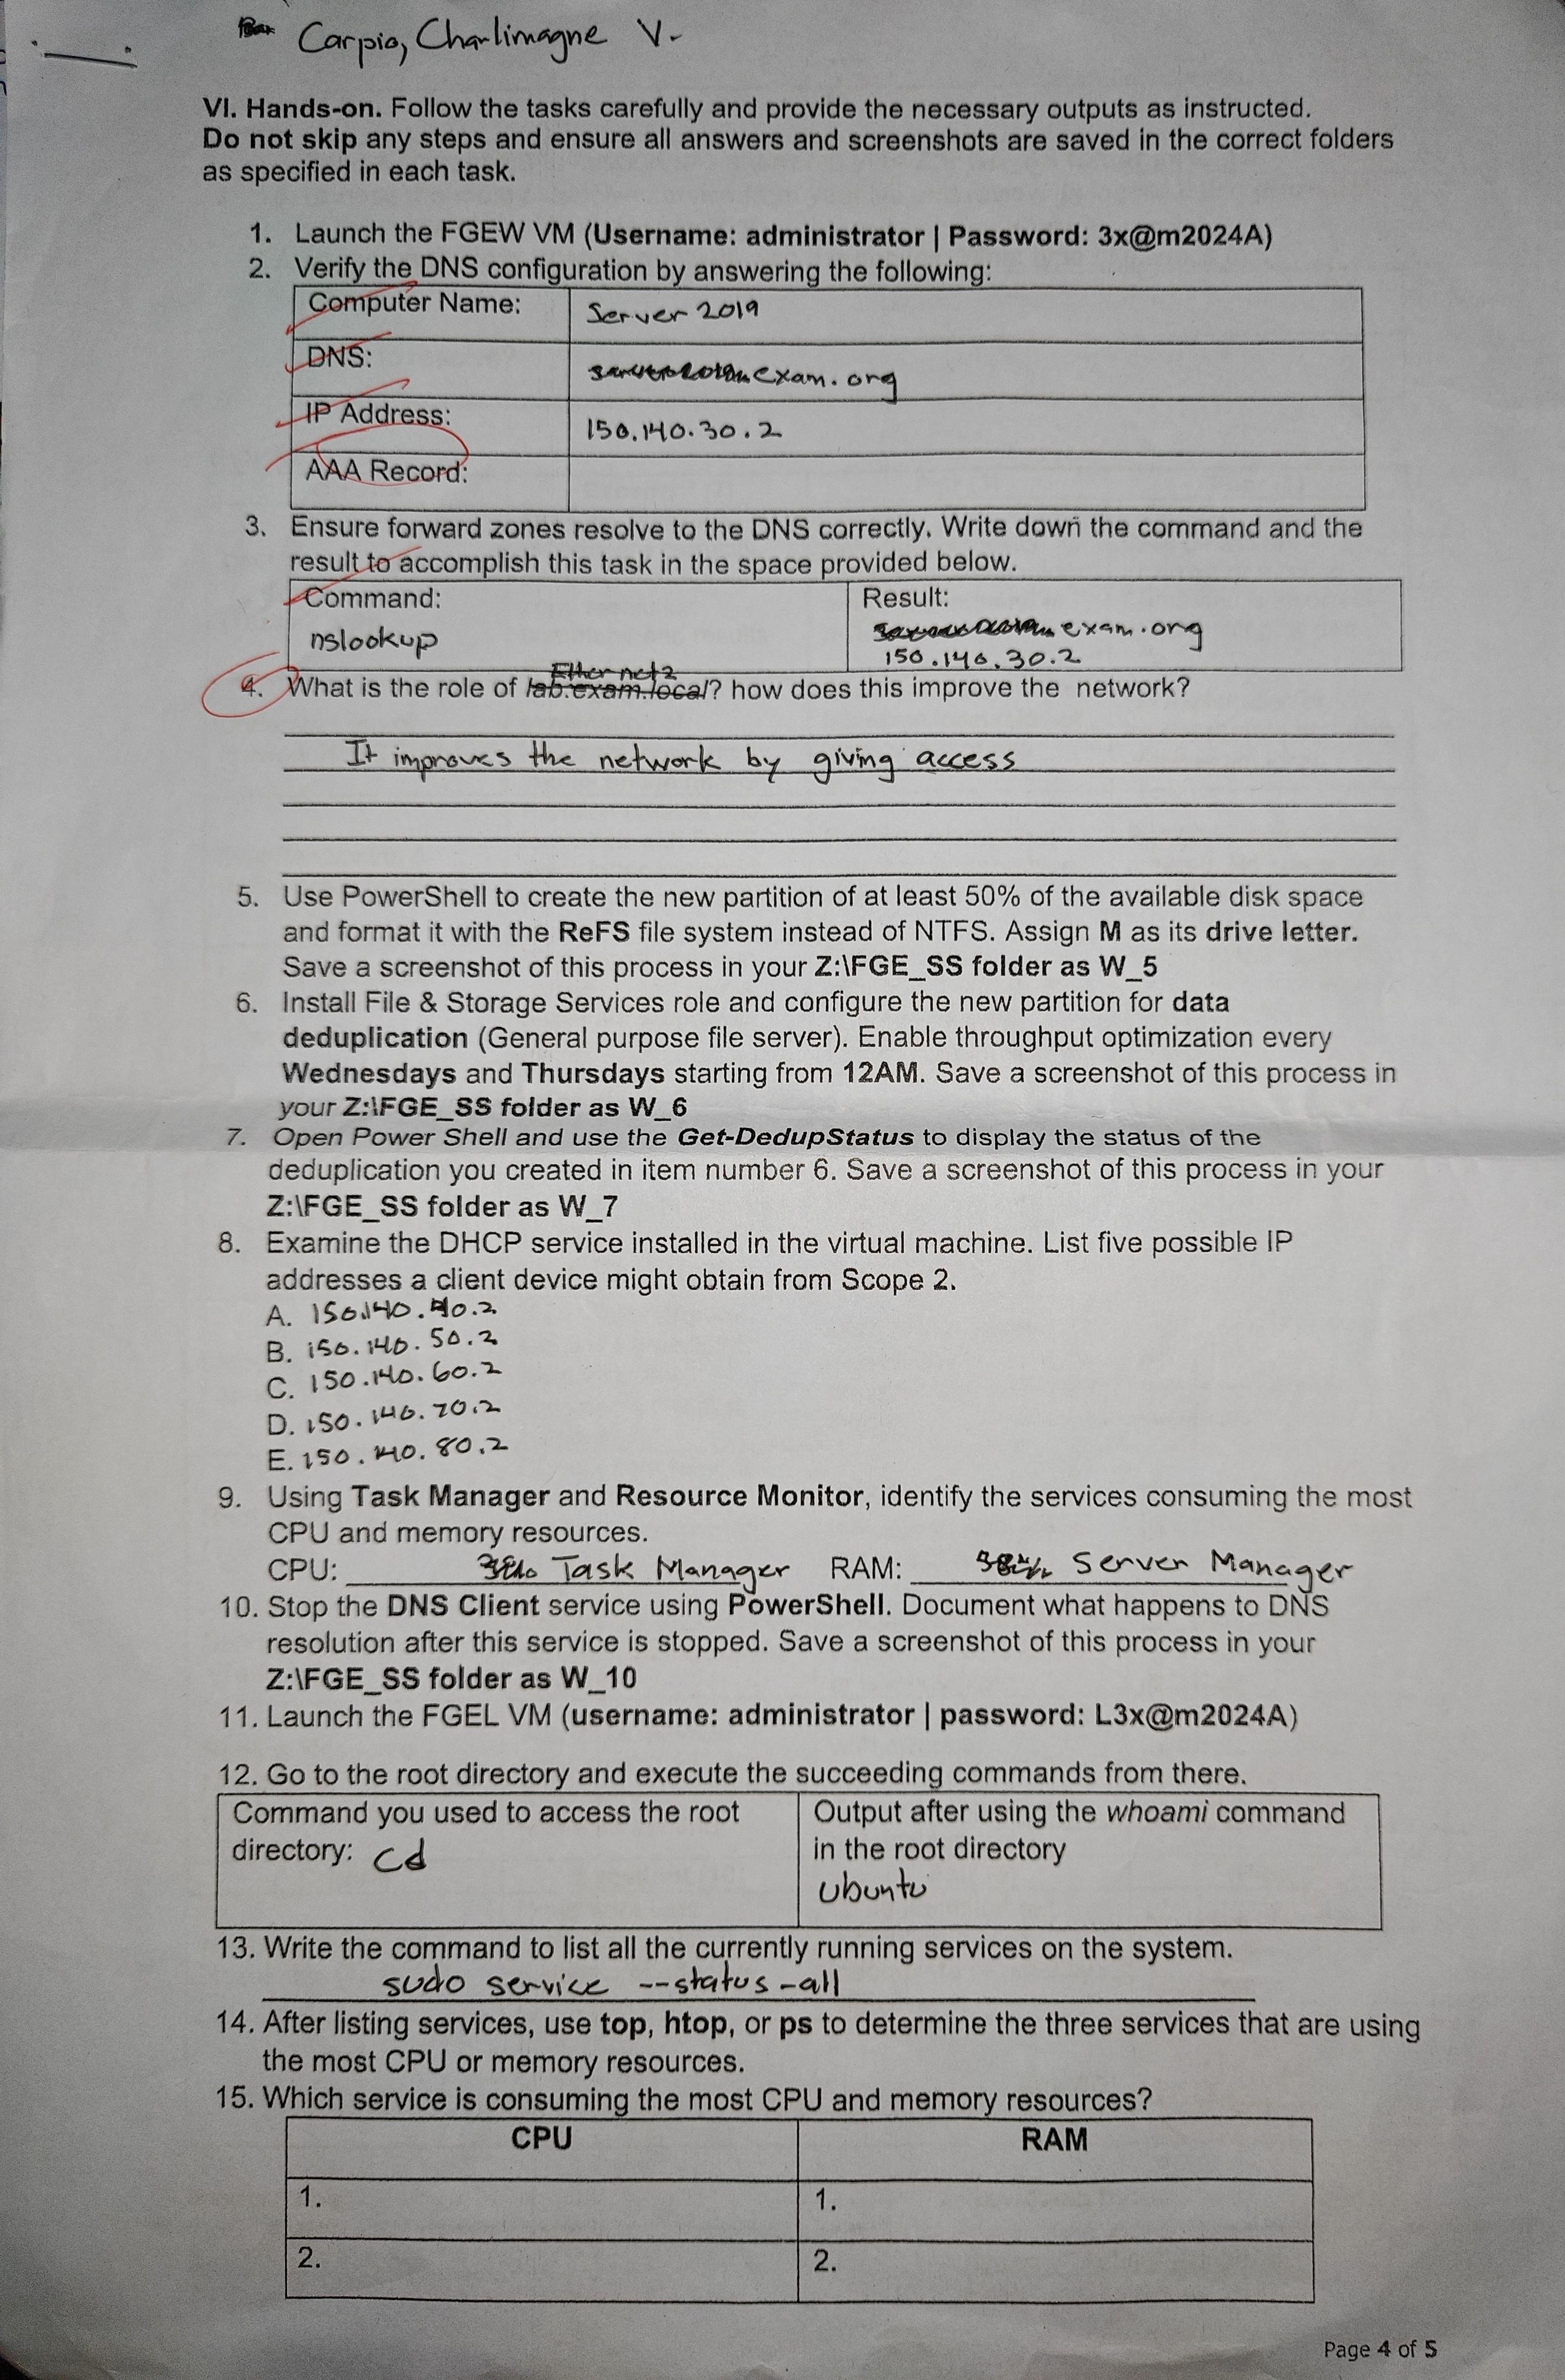 Carpio, Charlimagne V.
VI. Hands-on. Follow the tasks carefully and provide the necessary outputs as instructed.
Do not skip any steps and ensure all answers and screenshots are saved in the correct folders
as specified in each task.
1. Launch the FGEW VM (Username: administrator | Password: 3x@m2024A)
2. Verify the DNS configuration by answering the following:
Computer Name: Server 2019
DNS: exam.org
IP Address: 150.140.30.2
AAA Record:
3. Ensure forward zones resolve to the DNS correctly. Write down the command and the
result to accomplish this task in the space provided below.
Command: Result:
nslookup exam.org
150.140.30.2
Ethernet2
4. What is the role of lab.exam.local? how does this improve the network?
It improves the network by giving access
5. Use PowerShell to create the new partition of at least 50% of the available disk space
and format it with the ReFS file system instead of NTFS. Assign M as its drive letter.
Save a screenshot of this process in your Z:\FGE_SS folder as W_5
6. Install File & Storage Services role and configure the new partition for data
deduplication (General purpose file server). Enable throughput optimization every
Wednesdays and Thursdays starting from 12AM. Save a screenshot of this process in
your Z:\FGE_SS folder as W_6
7. Open Power Shell and use the Get-DedupStatus to display the status of the
deduplication you created in item number 6. Save a screenshot of this process in your
Z:\FGE_SS folder as W_7
8. Examine the DHCP service installed in the virtual machine. List five possible IP
addresses a client device might obtain from Scope 2.
A. 150.140.40.2
B. 150.140.50.2
C. 150.140.60.2
D. 150.140.70.2
E. 150.140.80.2
9. Using Task Manager and Resource Monitor, identify the services consuming the most
CPU and memory resources.
CPU: Task Manager RAM: Server Manager
10. Stop the DNS Client service using PowerShell. Document what happens to DNS
resolution after this service is stopped. Save a screenshot of this process in your
Z:\FGE_SS folder as W_10
11. Launch the FGEL VM (username: administrator | password: L3x@m2024A)
12. Go to the root directory and execute the succeeding commands from there.
Command you used to access the root Output after using the whoami command
directory: cd in the root directory
ubuntu
13. Write the command to list all the currently running services on the system.
sudo service --status-all
14. After listing services, use top, htop, or ps to determine the three services that are using
the most CPU or memory resources.
15. Which service is consuming the most CPU and memory resources?
CPU RAM
1. 1.
2. 2.
Page 4 of 5